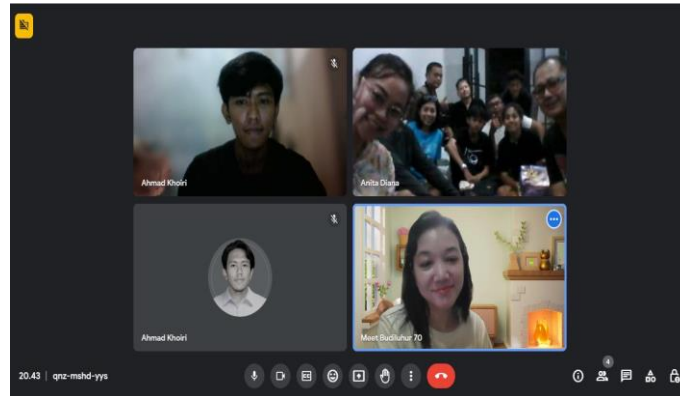 Ahmad Khoiri
Anita Diana
Ahmad Khoiri
Meet Budiluhur 70
4
20.43 | qnz-mshd-yys